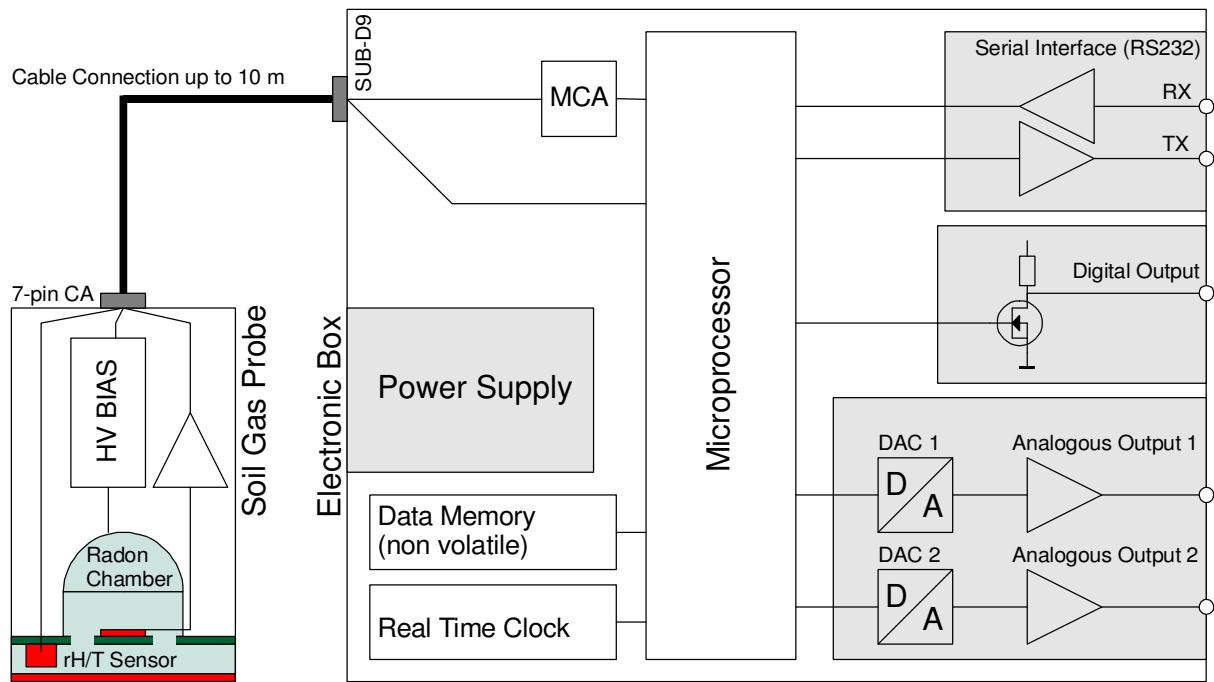 Cable Connection up to 10 m
SUB-D9
MCA
Serial Interface (RS232)
RX
TX
Microprocessor
Digital Output
7-pin CA
HV BIAS
Soil Gas Probe
Electronic Box
Power Supply
Radon
Chamber
rH/T Sensor
Data Memory
(non volatile)
Real Time Clock
DAC 1
D
A
Analogous Output 1
DAC 2
D
A
Analogous Output 2